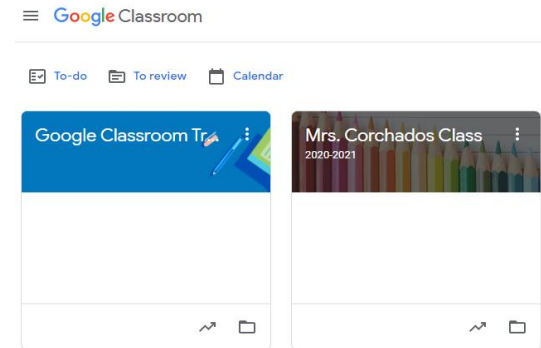 Google Classroom
To-do To review Calendar
Google Classroom Tr...
Mrs. Corchados Class
2020-2021